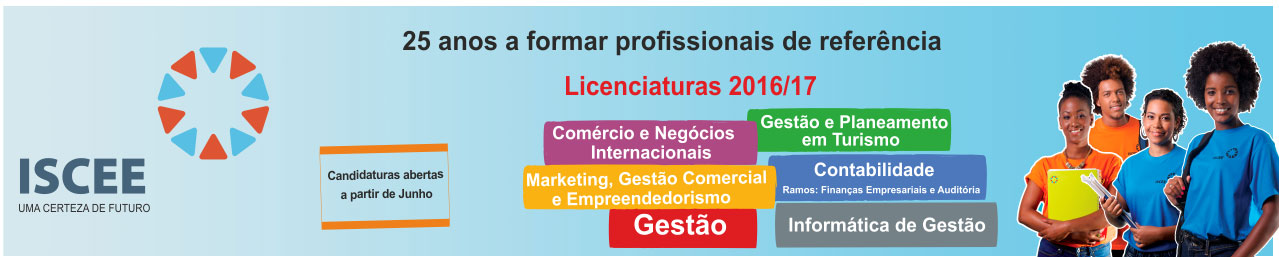 25 anos a formar profissionais de referência
Licenciaturas 2016/17
ISCEE
UMA CERTEZA DE FUTURO
Candidaturas abertas
a partir de Junho
Comércio e Negócios
Internacionais
Gestão e Planeamento
em Turismo
Marketing, Gestão Comercial
e Empreendedorismo
Contabilidade
Ramos: Finanças Empresariais e Auditória
Gestão
Informática de Gestão